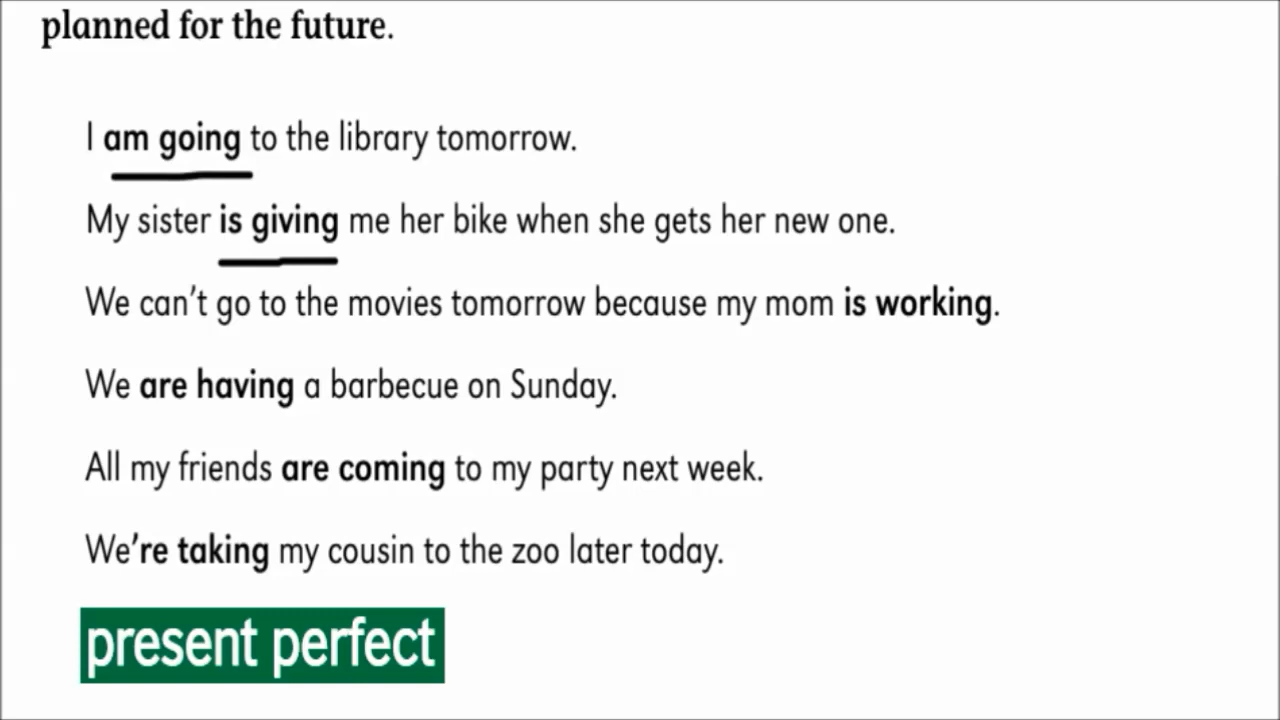 planned for the future.
I am going to the library tomorrow.
My sister is giving me her bike when she gets her new one.
We can’t go to the movies tomorrow because my mom is working.
We are having a barbecue on Sunday.
All my friends are coming to my party next week.
We’re taking my cousin to the zoo later today.
present perfect